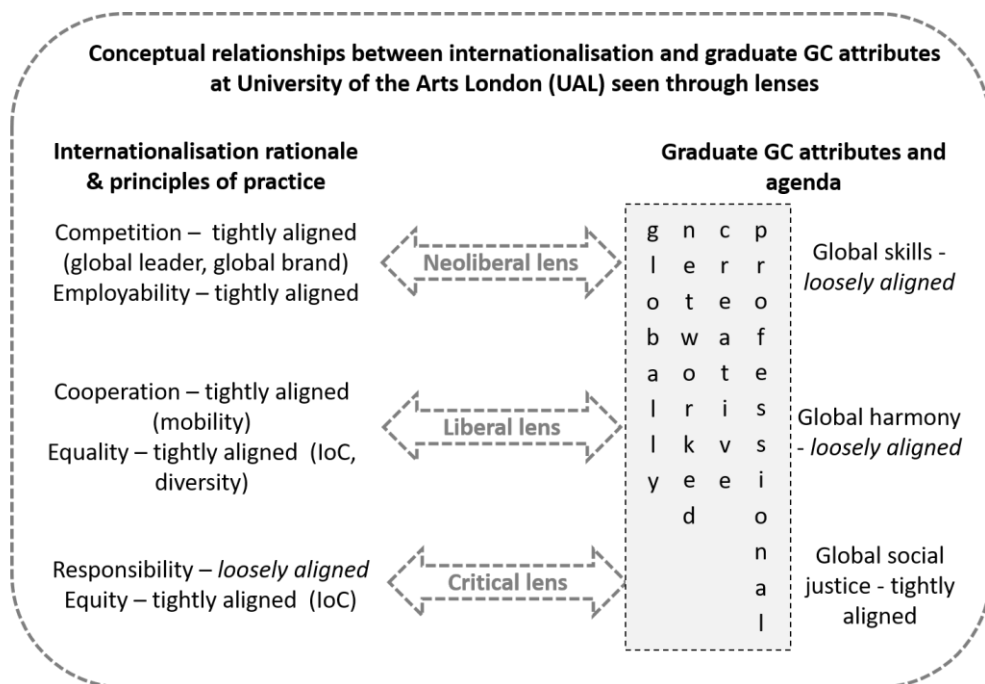 Conceptual relationships between internationalisation and graduate GC attributes
at University of the Arts London (UAL) seen through lenses
Internationalisation rationale
& principles of practice
Graduate GC attributes and
agenda
Competition – tightly aligned
(global leader, global brand)
Employability – tightly aligned
Neoliberal lens
Cooperation – tightly aligned
(mobility)
Equality – tightly aligned (IoC,
diversity)
Liberal lens
Responsibility – loosely aligned
Equity – tightly aligned (IoC)
Critical lens
globally
networked
creative
professional
Global skills -
loosely aligned
Global harmony
- loosely aligned
Global social
justice - tightly
aligned